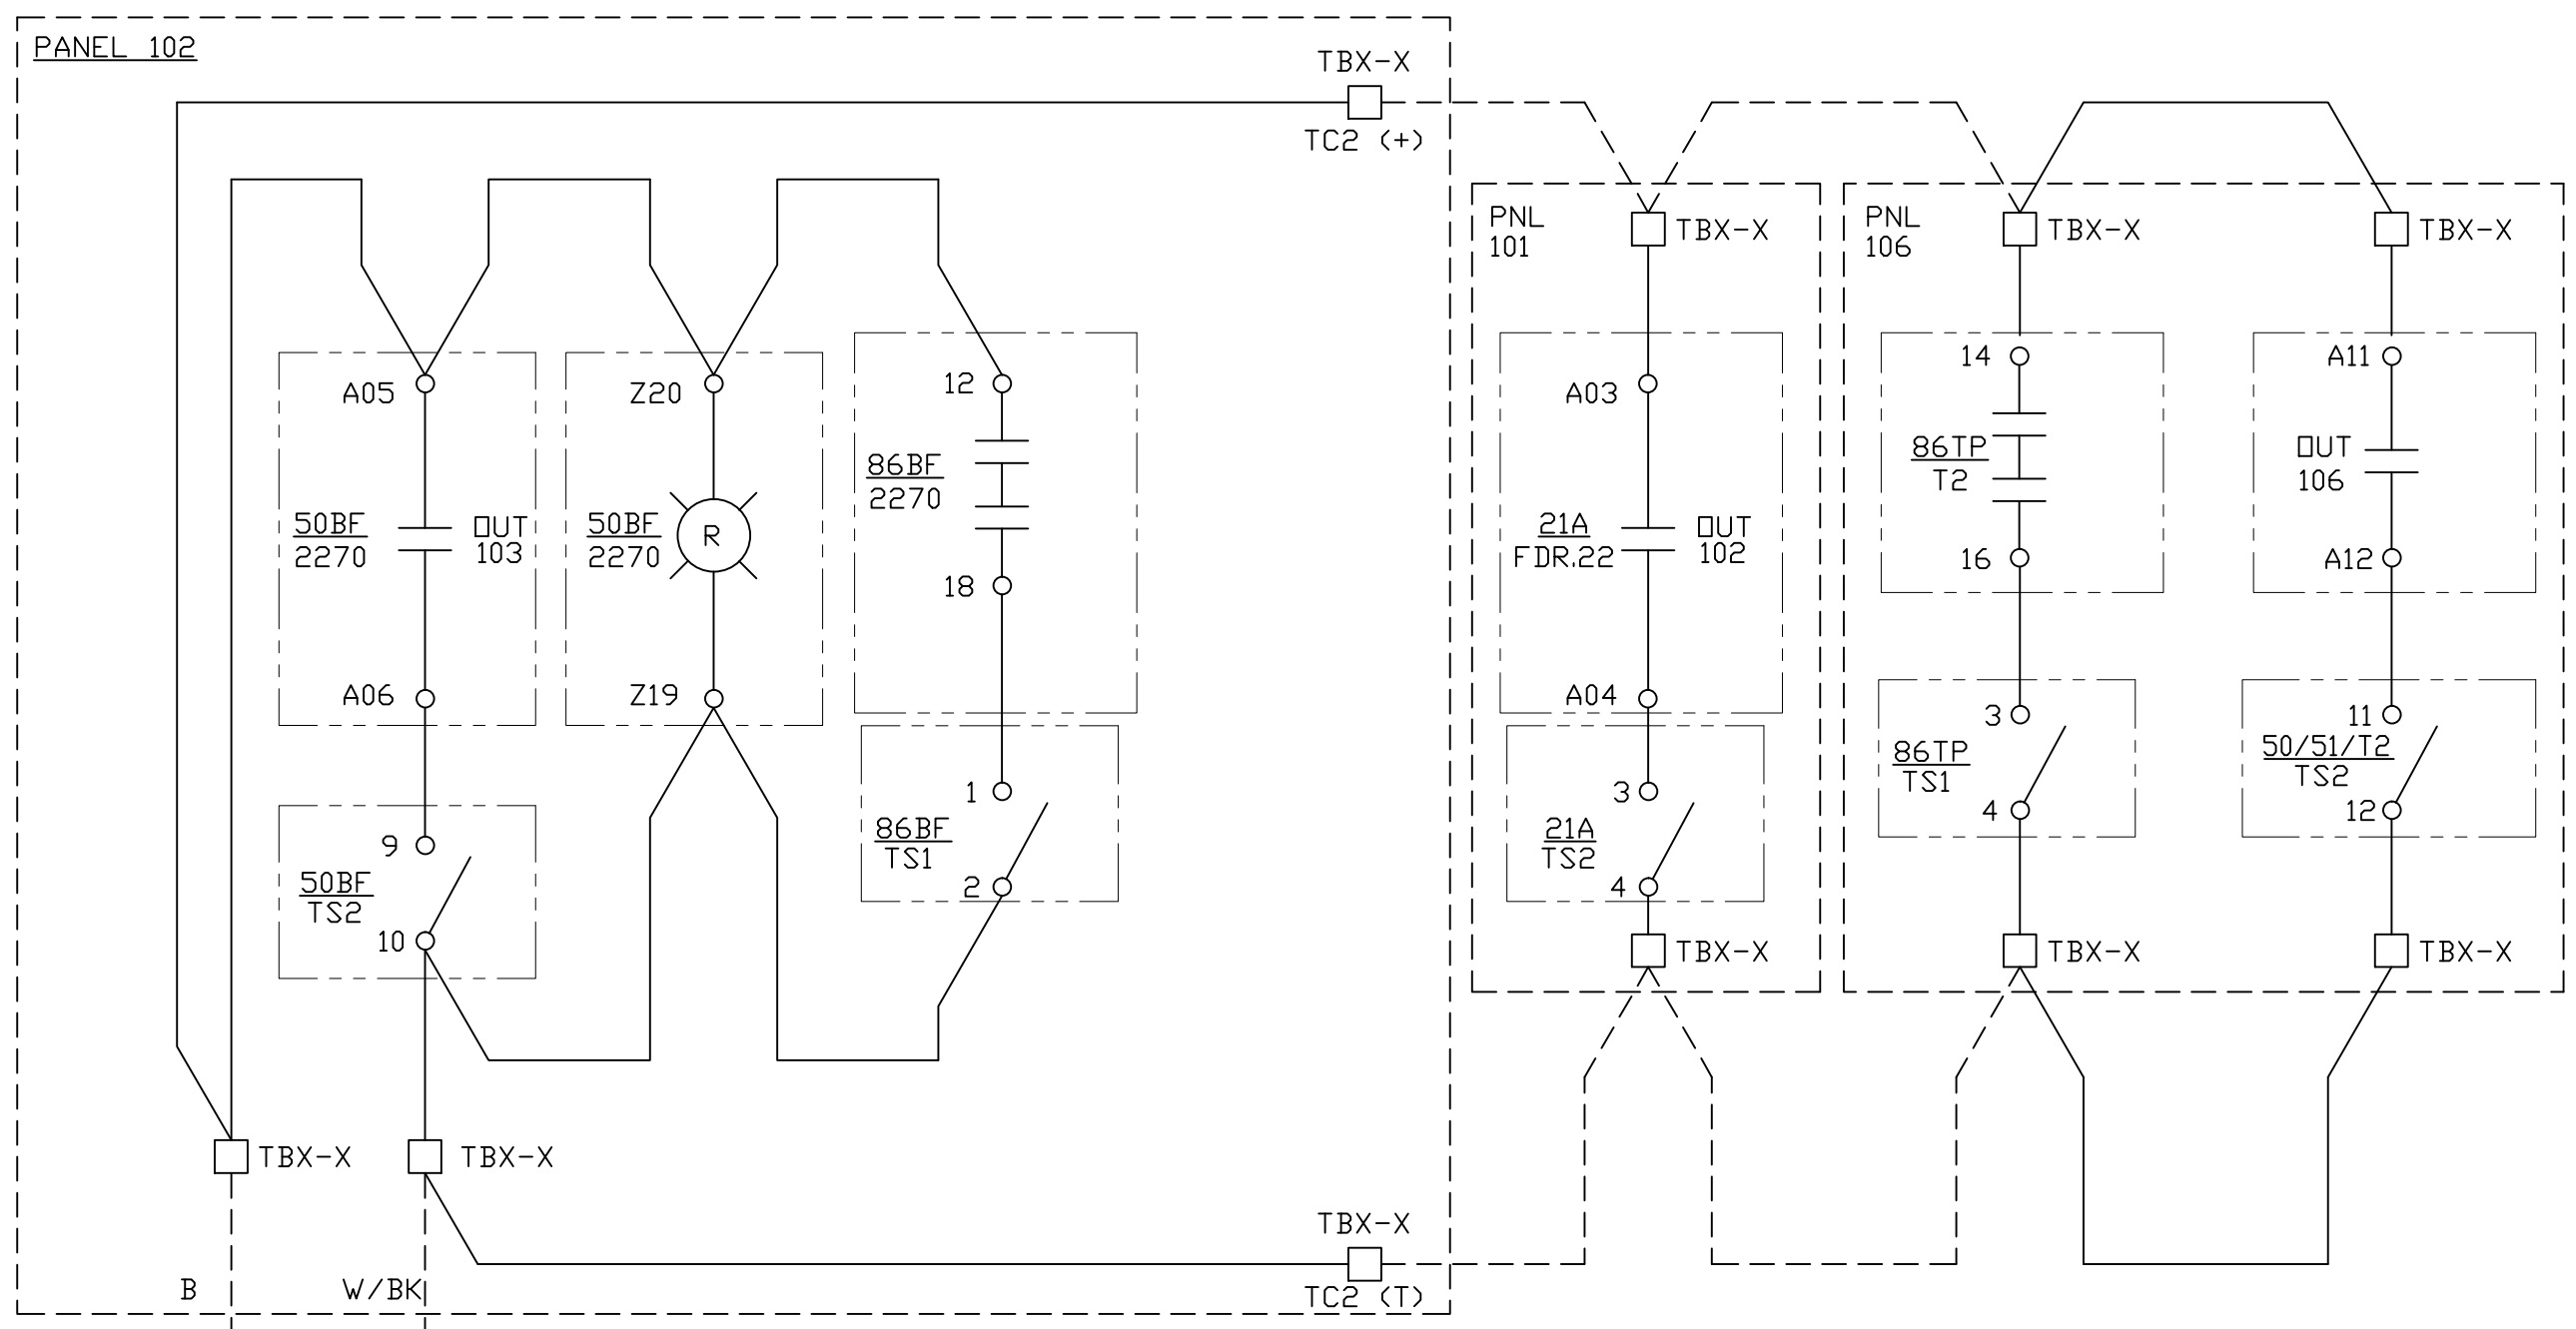 PANEL 102
TBX-X
TC2 (+)
PNL
101
TBX-X
PNL
106
TBX-X
TBX-X
A05
Z20
12
A03
14
A11
50BF
2270
OUT
103
50BF
2270
R
86BF
2270
21A
FDR.22
OUT
102
86TP
T2
OUT
106
18
16
A12
A06
Z19
A04
3
86TP
TS1
4
11
50/51/T2
TS2
12
9
50BF
TS2
10
1
86BF
TS1
2
3
21A
TS2
4
TBX-X
TBX-X
TBX-X
TBX-X
TBX-X
TBX-X
TC2 (T)
B
W/BK